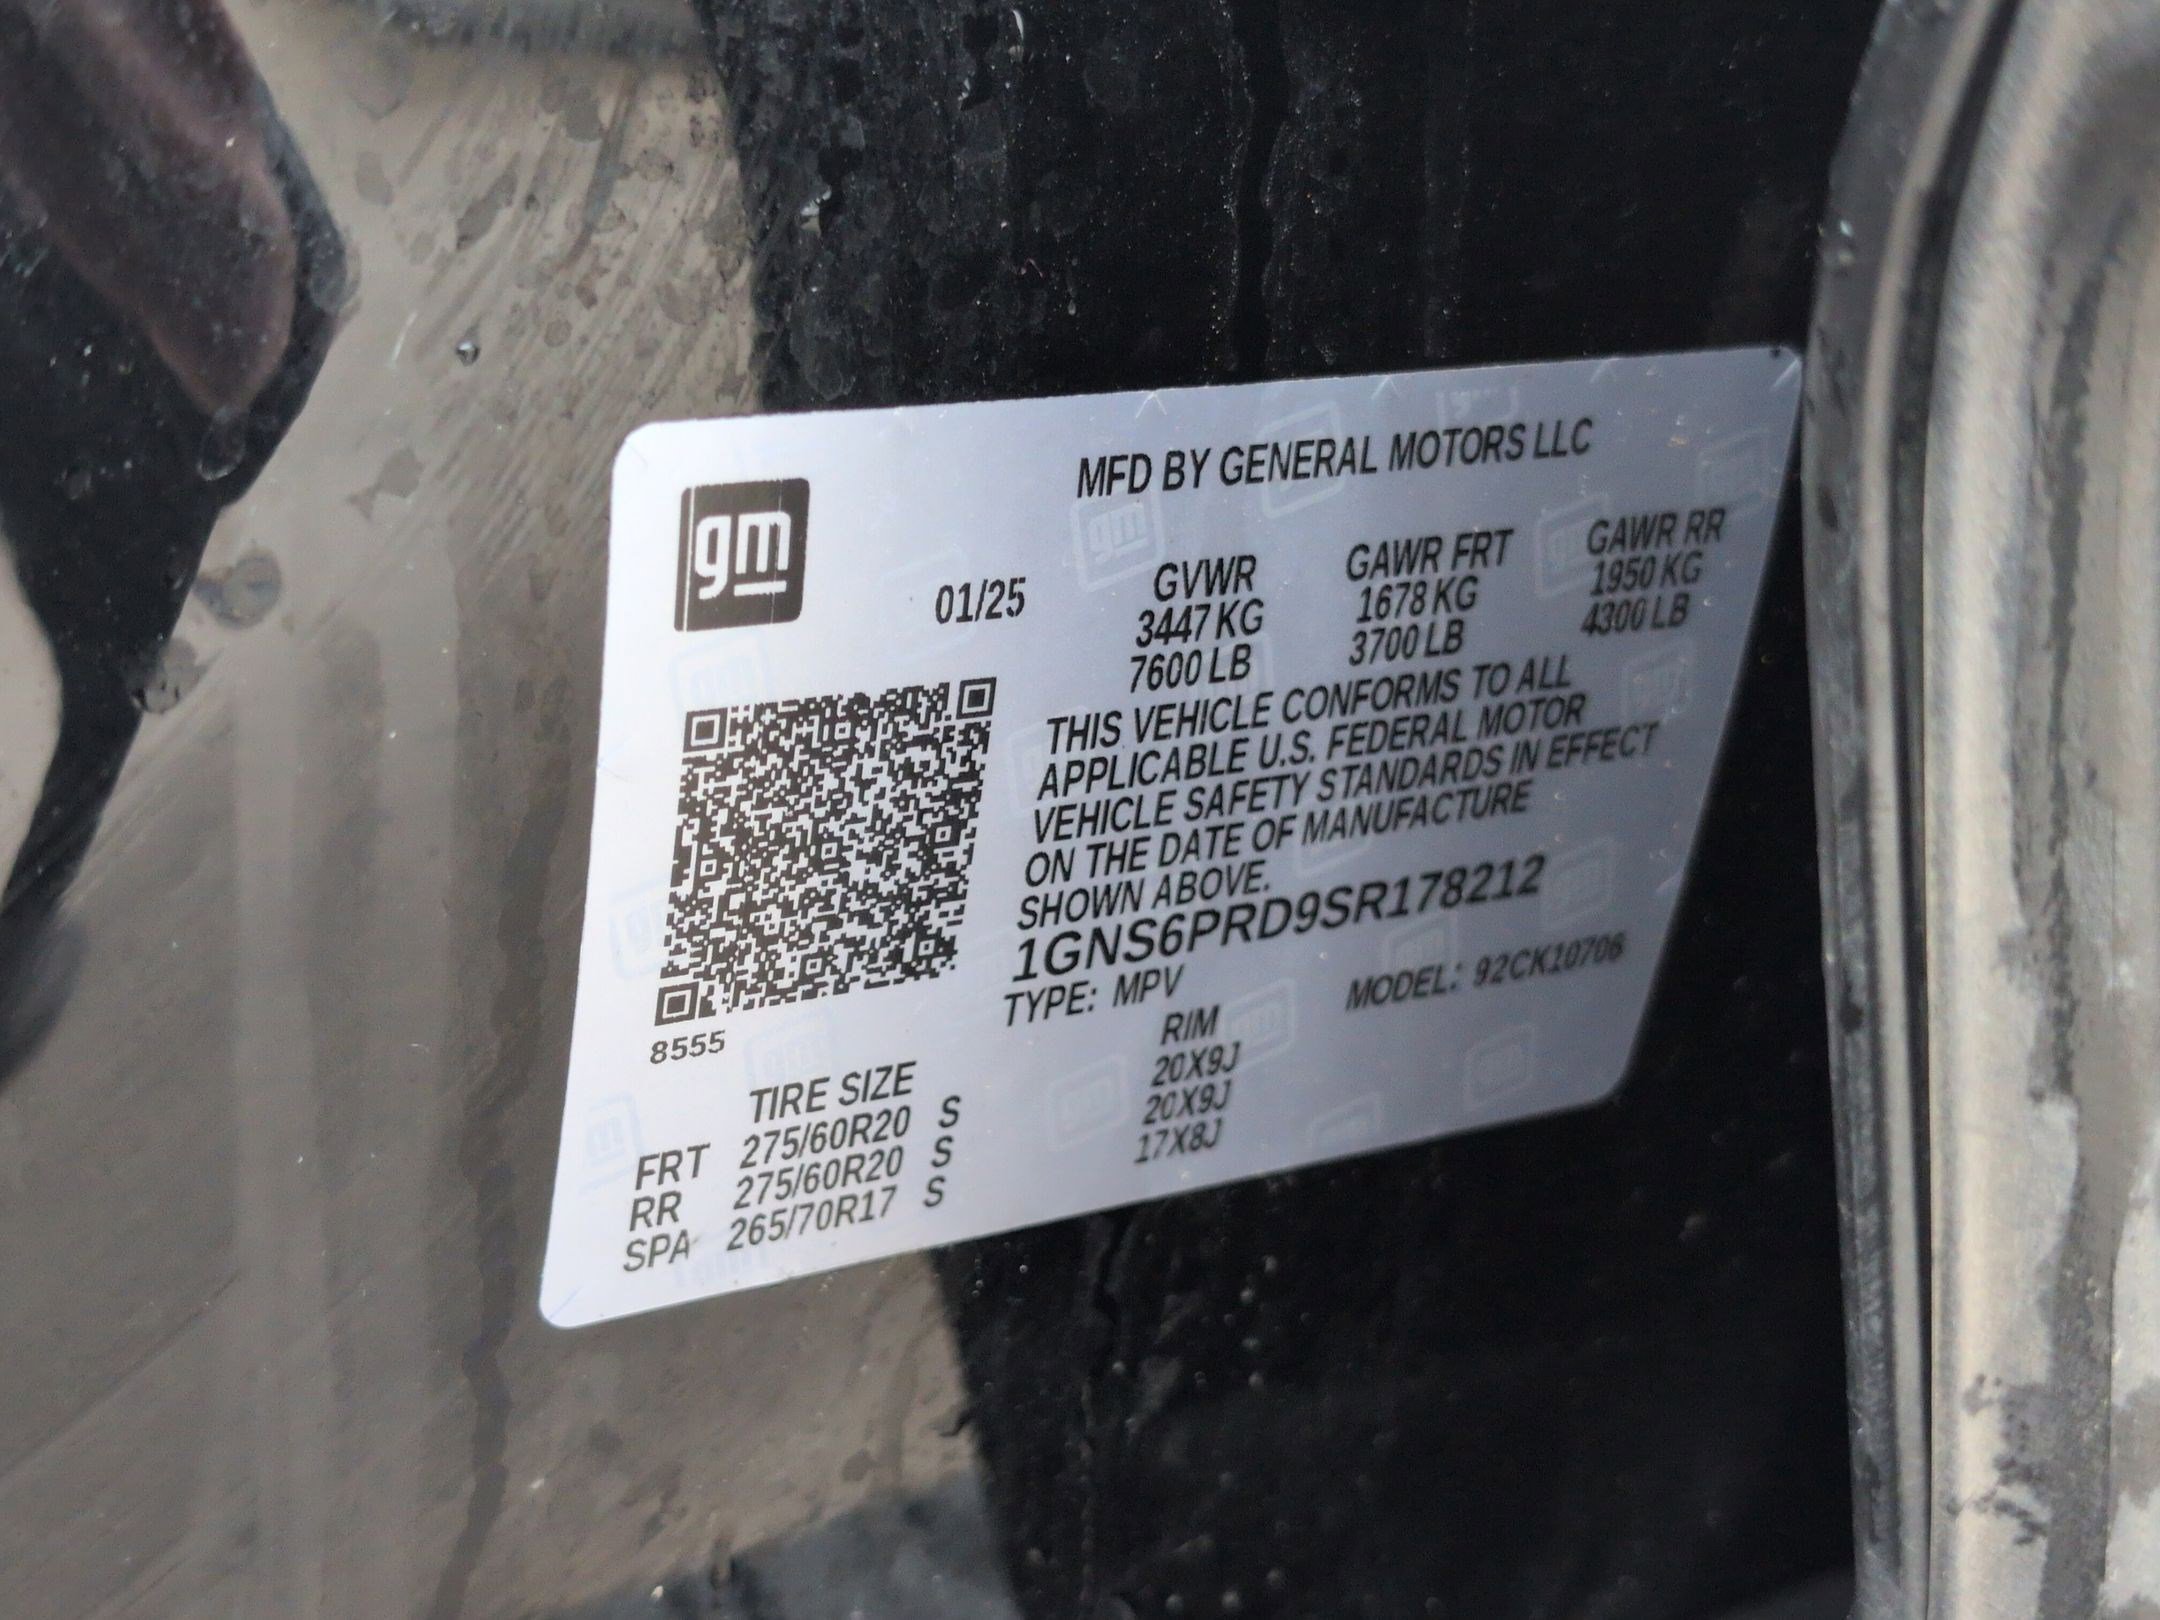 MFD BY GENERAL MOTORS LLC
gm
01/25
GVWR GAWR FRT GAWR RR
3447 KG 1678 KG 1950 KG
7600 LB 3700 LB 4300 LB
THIS VEHICLE CONFORMS TO ALL
APPLICABLE U.S. FEDERAL MOTOR
VEHICLE SAFETY STANDARDS IN EFFECT
ON THE DATE OF MANUFACTURE
SHOWN ABOVE.
1GNS6PRD9SR178212
TYPE: MPV MODEL: 92CK10706
8555
TIRE SIZE RIM
FRT 275/60R20 S 20X9J
RR 275/60R20 S 20X9J
SPA 265/70R17 S 17X8J